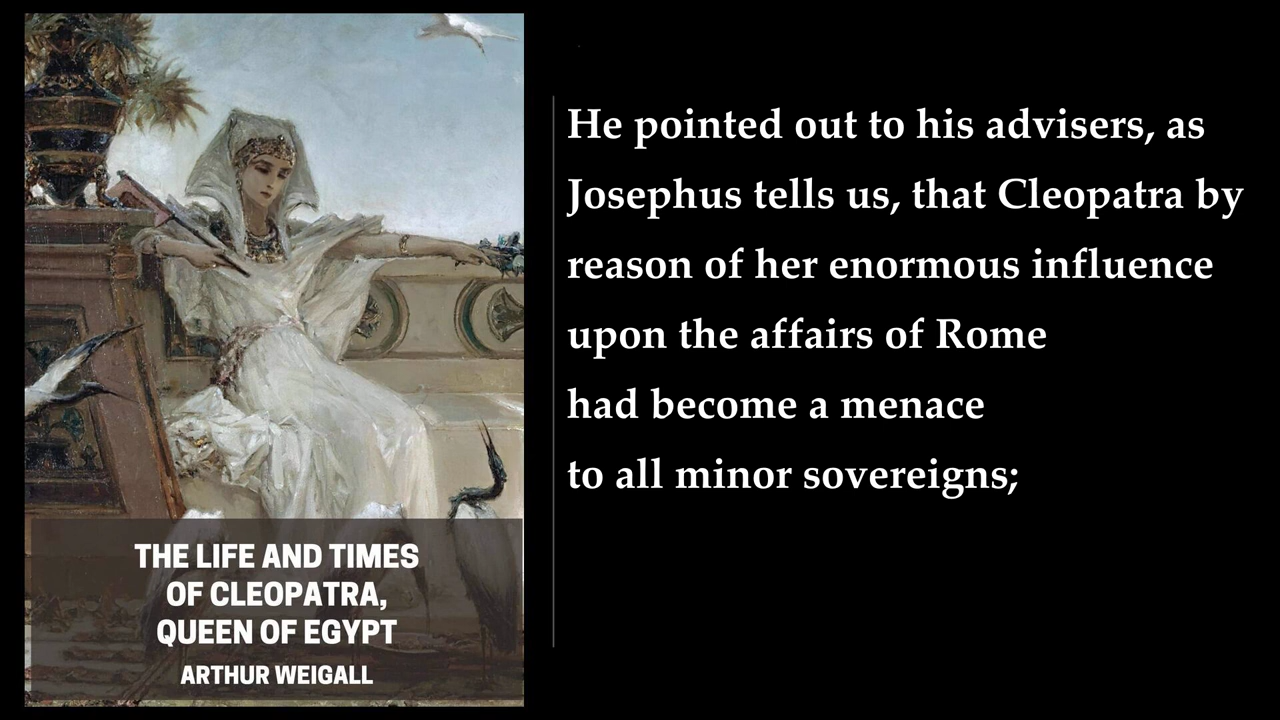 THE LIFE AND TIMES
OF CLEOPATRA,
QUEEN OF EGYPT
ARTHUR WEIGALL
He pointed out to his advisers, as
Josephus tells us, that Cleopatra by
reason of her enormous influence
upon the affairs of Rome
had become a menace
to all minor sovereigns;